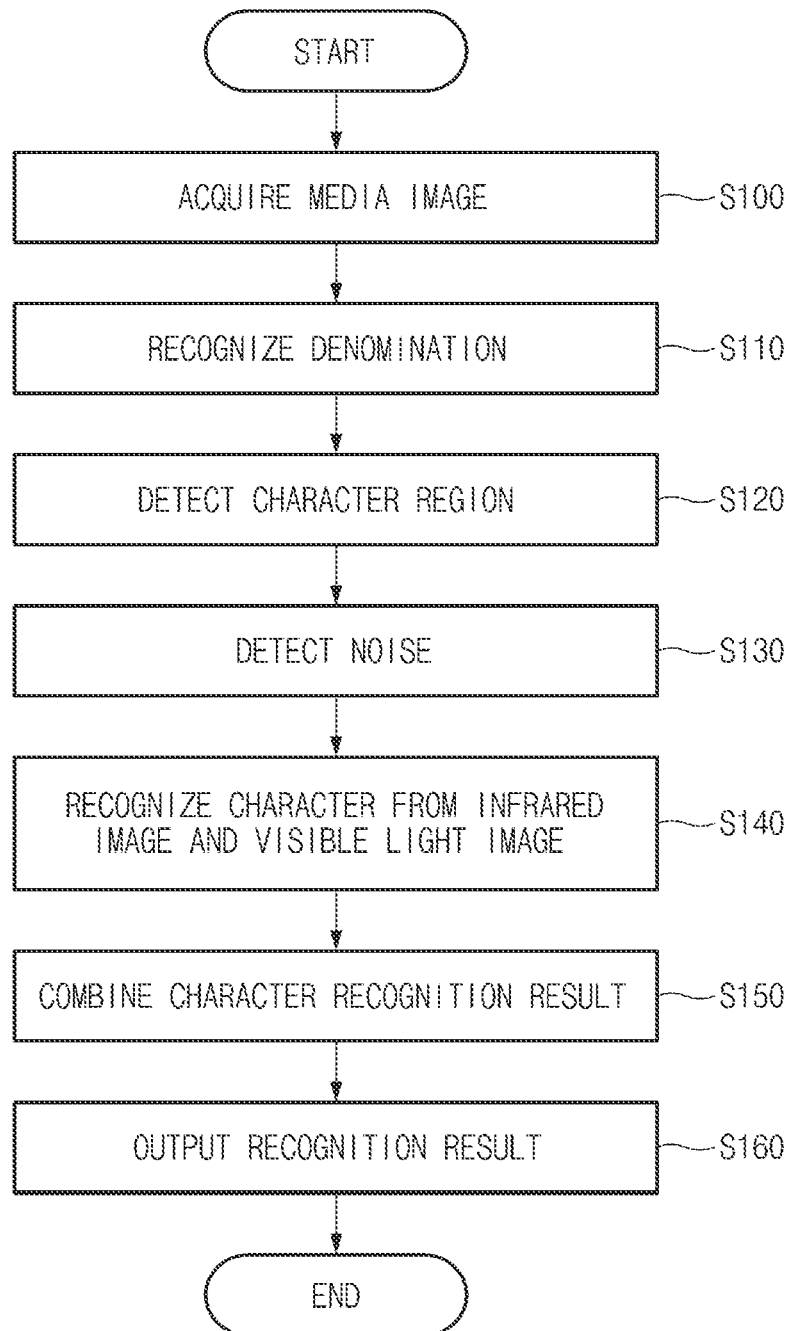 START
ACQUIRE MEDIA IMAGE
S100
RECOGNIZE DENOMINATION
S110
DETECT CHARACTER REGION
S120
DETECT NOISE
S130
RECOGNIZE CHARACTER FROM INFRARED
IMAGE AND VISIBLE LIGHT IMAGE
S140
COMBINE CHARACTER RECOGNITION RESULT
S150
OUTPUT RECOGNITION RESULT
S160
END